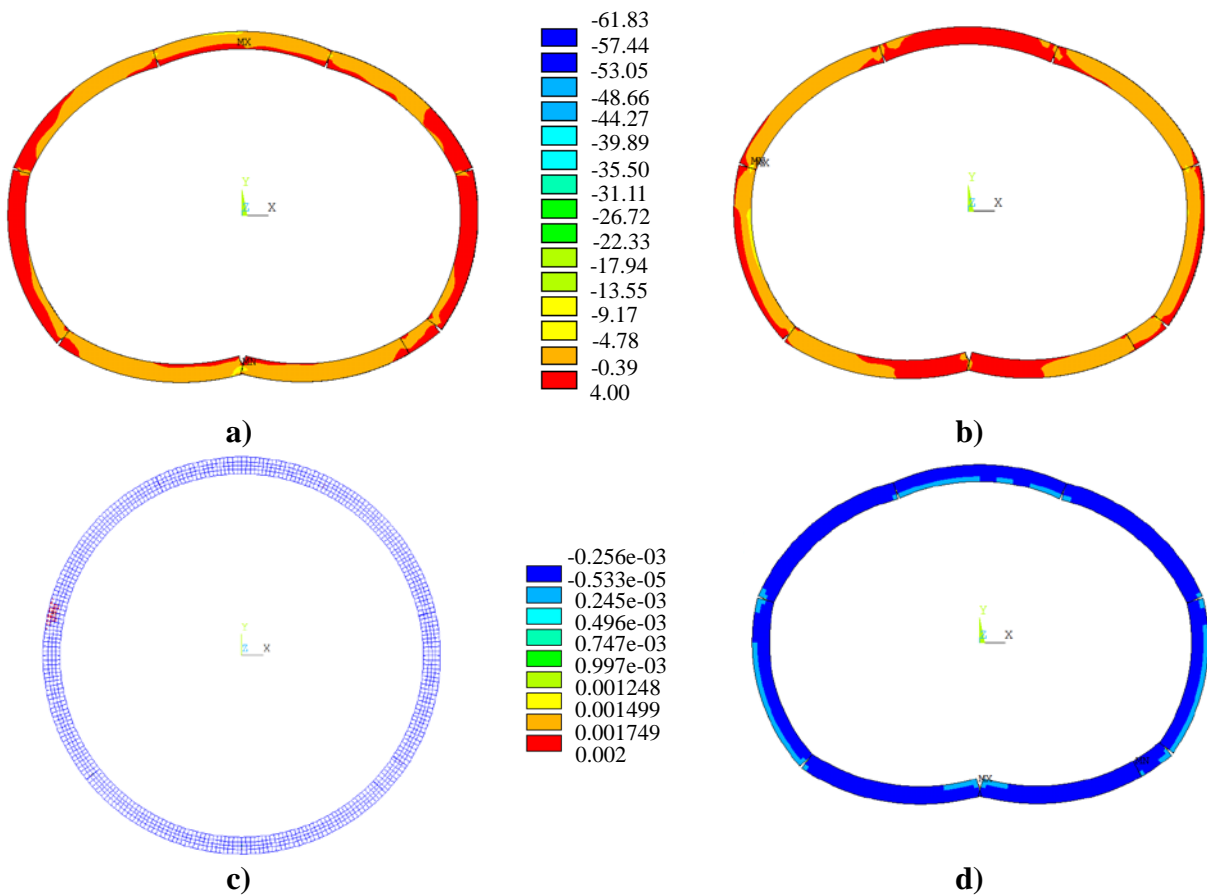 MX
Y
Z
X
-61.83
-57.44
-53.05
-48.66
-44.27
-39.89
-35.50
-31.11
-26.72
-22.33
-17.94
-13.55
-9.17
-4.78
-0.39
4.00
Y
Z
X
a)
b)
Y
Z
X
-0.256e-03
-0.533e-05
0.245e-03
0.496e-03
0.747e-03
0.997e-03
0.001248
0.001499
0.001749
0.002
Y
Z
X
MX
c)
d)